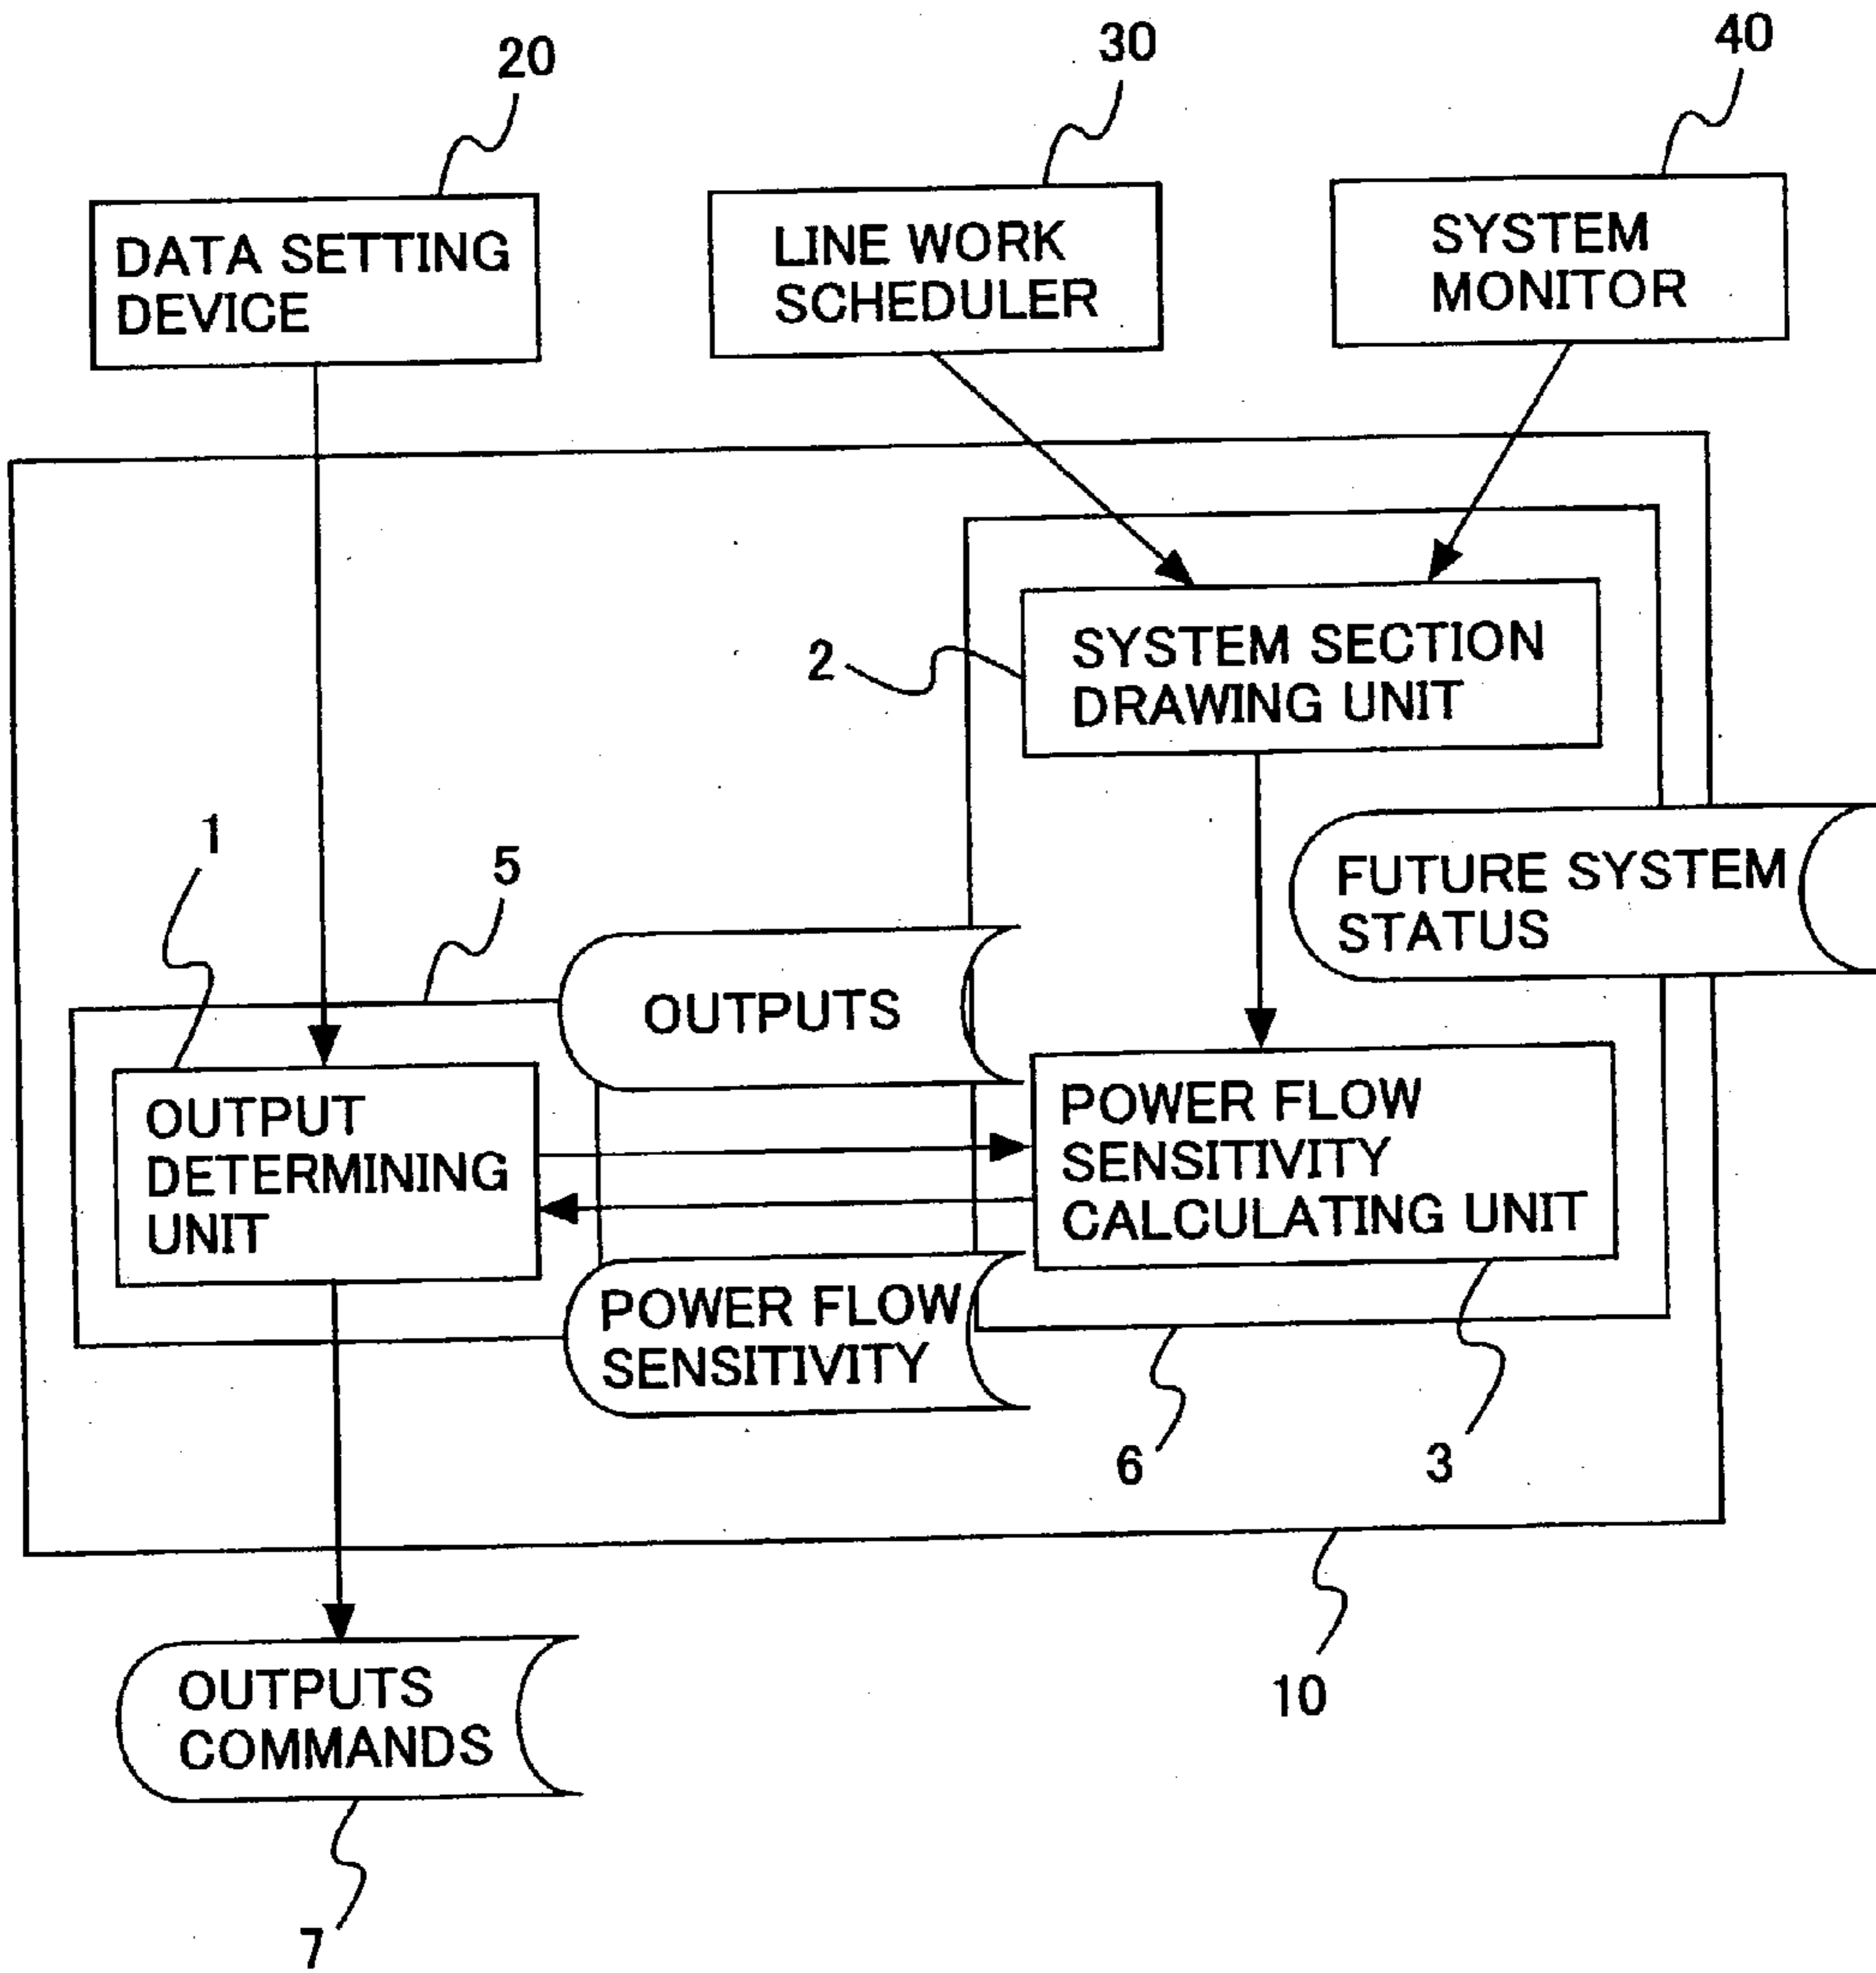 20
30
40
DATA SETTING
DEVICE
LINE WORK
SCHEDULER
SYSTEM
MONITOR
2
SYSTEM SECTION
DRAWING UNIT
1
5
FUTURE SYSTEM
STATUS
OUTPUTS
OUTPUT
DETERMINING
UNIT
POWER FLOW
SENSITIVITY
CALCULATING UNIT
POWER FLOW
SENSITIVITY
6
3
10
OUTPUTS
COMMANDS
7